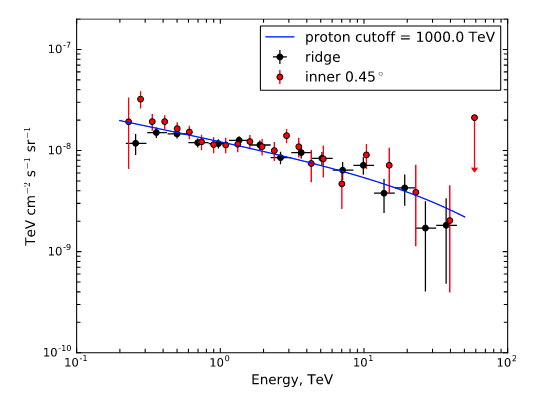 10⁻⁷
proton cutoff = 1000.0 TeV
ridge
inner 0.45°
10⁻⁸
TeV cm⁻² s⁻¹ sr⁻¹
10⁻⁹
10⁻¹⁰
10⁻¹ 10⁰ 10¹ 10²
Energy, TeV